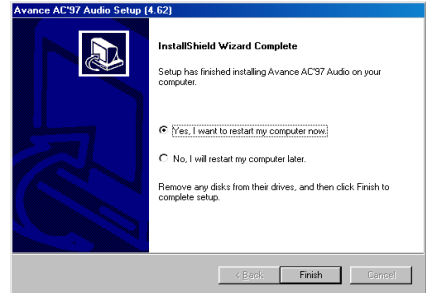 Avance AC'97 Audio Setup (4.62)
InstallShield Wizard Complete
Setup has finished installing Avance AC'97 Audio on your
computer.
Yes, I want to restart my computer now.
No, I will restart my computer later.
Remove any disks from their drives, and then click Finish to
complete setup.
< Back Finish Cancel